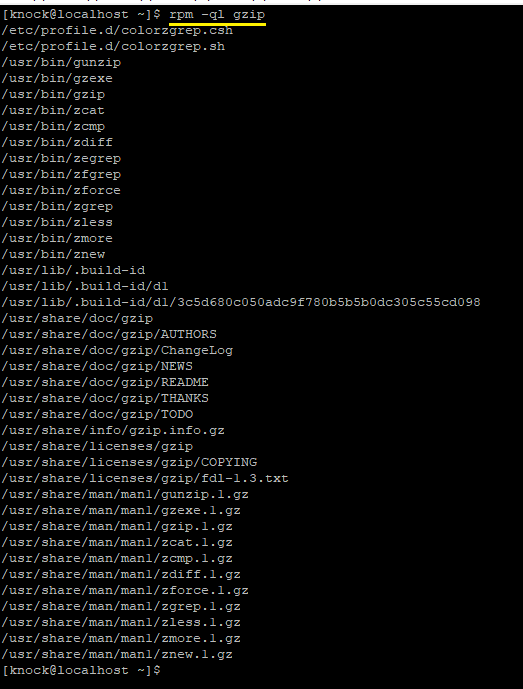 [knock@localhost ~]$ rpm -ql gzip
/etc/profile.d/colorzgrep.csh
/etc/profile.d/colorzgrep.sh
/usr/bin/gunzip
/usr/bin/gzexe
/usr/bin/gzip
/usr/bin/zcat
/usr/bin/zcmp
/usr/bin/zdiff
/usr/bin/zegrep
/usr/bin/zfgrep
/usr/bin/zforce
/usr/bin/zgrep
/usr/bin/zless
/usr/bin/zmore
/usr/bin/znew
/usr/lib/.build-id
/usr/lib/.build-id/d1
/usr/lib/.build-id/d1/3c5d680c050adc9f780b5b5b0dc305c55cd098
/usr/share/doc/gzip
/usr/share/doc/gzip/AUTHORS
/usr/share/doc/gzip/ChangeLog
/usr/share/doc/gzip/NEWS
/usr/share/doc/gzip/README
/usr/share/doc/gzip/THANKS
/usr/share/doc/gzip/TODO
/usr/share/info/gzip.info.gz
/usr/share/licenses/gzip
/usr/share/licenses/gzip/COPYING
/usr/share/licenses/gzip/fdl-1.3.txt
/usr/share/man/man1/gunzip.1.gz
/usr/share/man/man1/gzexe.1.gz
/usr/share/man/man1/gzip.1.gz
/usr/share/man/man1/zcat.1.gz
/usr/share/man/man1/zcmp.1.gz
/usr/share/man/man1/zdiff.1.gz
/usr/share/man/man1/zforce.1.gz
/usr/share/man/man1/zgrep.1.gz
/usr/share/man/man1/zless.1.gz
/usr/share/man/man1/zmore.1.gz
/usr/share/man/man1/znew.1.gz
[knock@localhost ~]$